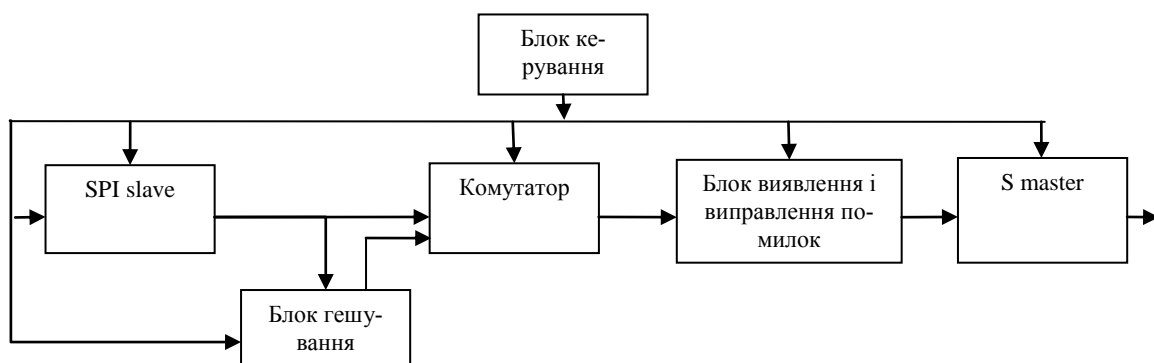 Блок ке-
рування
SPI slave
Комутатор
Блок виявлення і
виправлення по-
милок
S master
Блок гешу-
вання